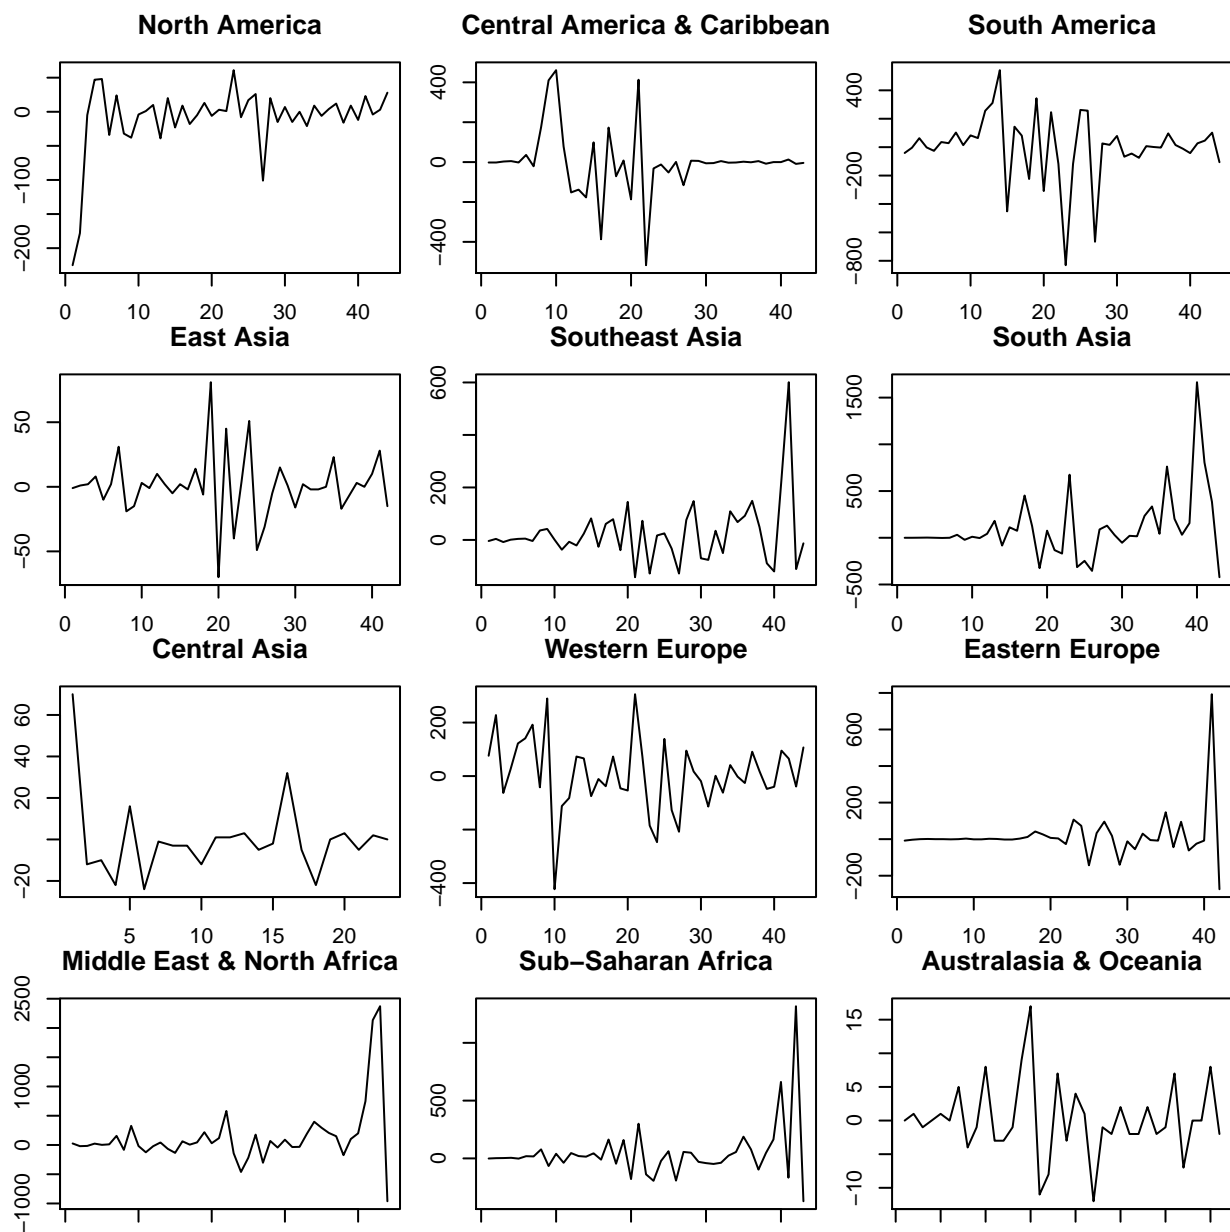 North America
Central America & Caribbean
South America
0
−100
−200
0 10 20 30 40
400
0
−400
0 10 20 30 40
400
−200
−800
0 10 20 30 40
East Asia
Southeast Asia
South Asia
50
0
−50
0 10 20 30 40
600
200
0
0 10 20 30 40
1500
500
−500
0 10 20 30 40
Central Asia
Western Europe
Eastern Europe
60
40
20
−20
5 10 15 20
200
0
−400
0 10 20 30 40
600
200
−200
0 10 20 30 40
Middle East & North Africa
Sub−Saharan Africa
Australasia & Oceania
2500
1000
0
−1000
500
0
15
5
0
−10